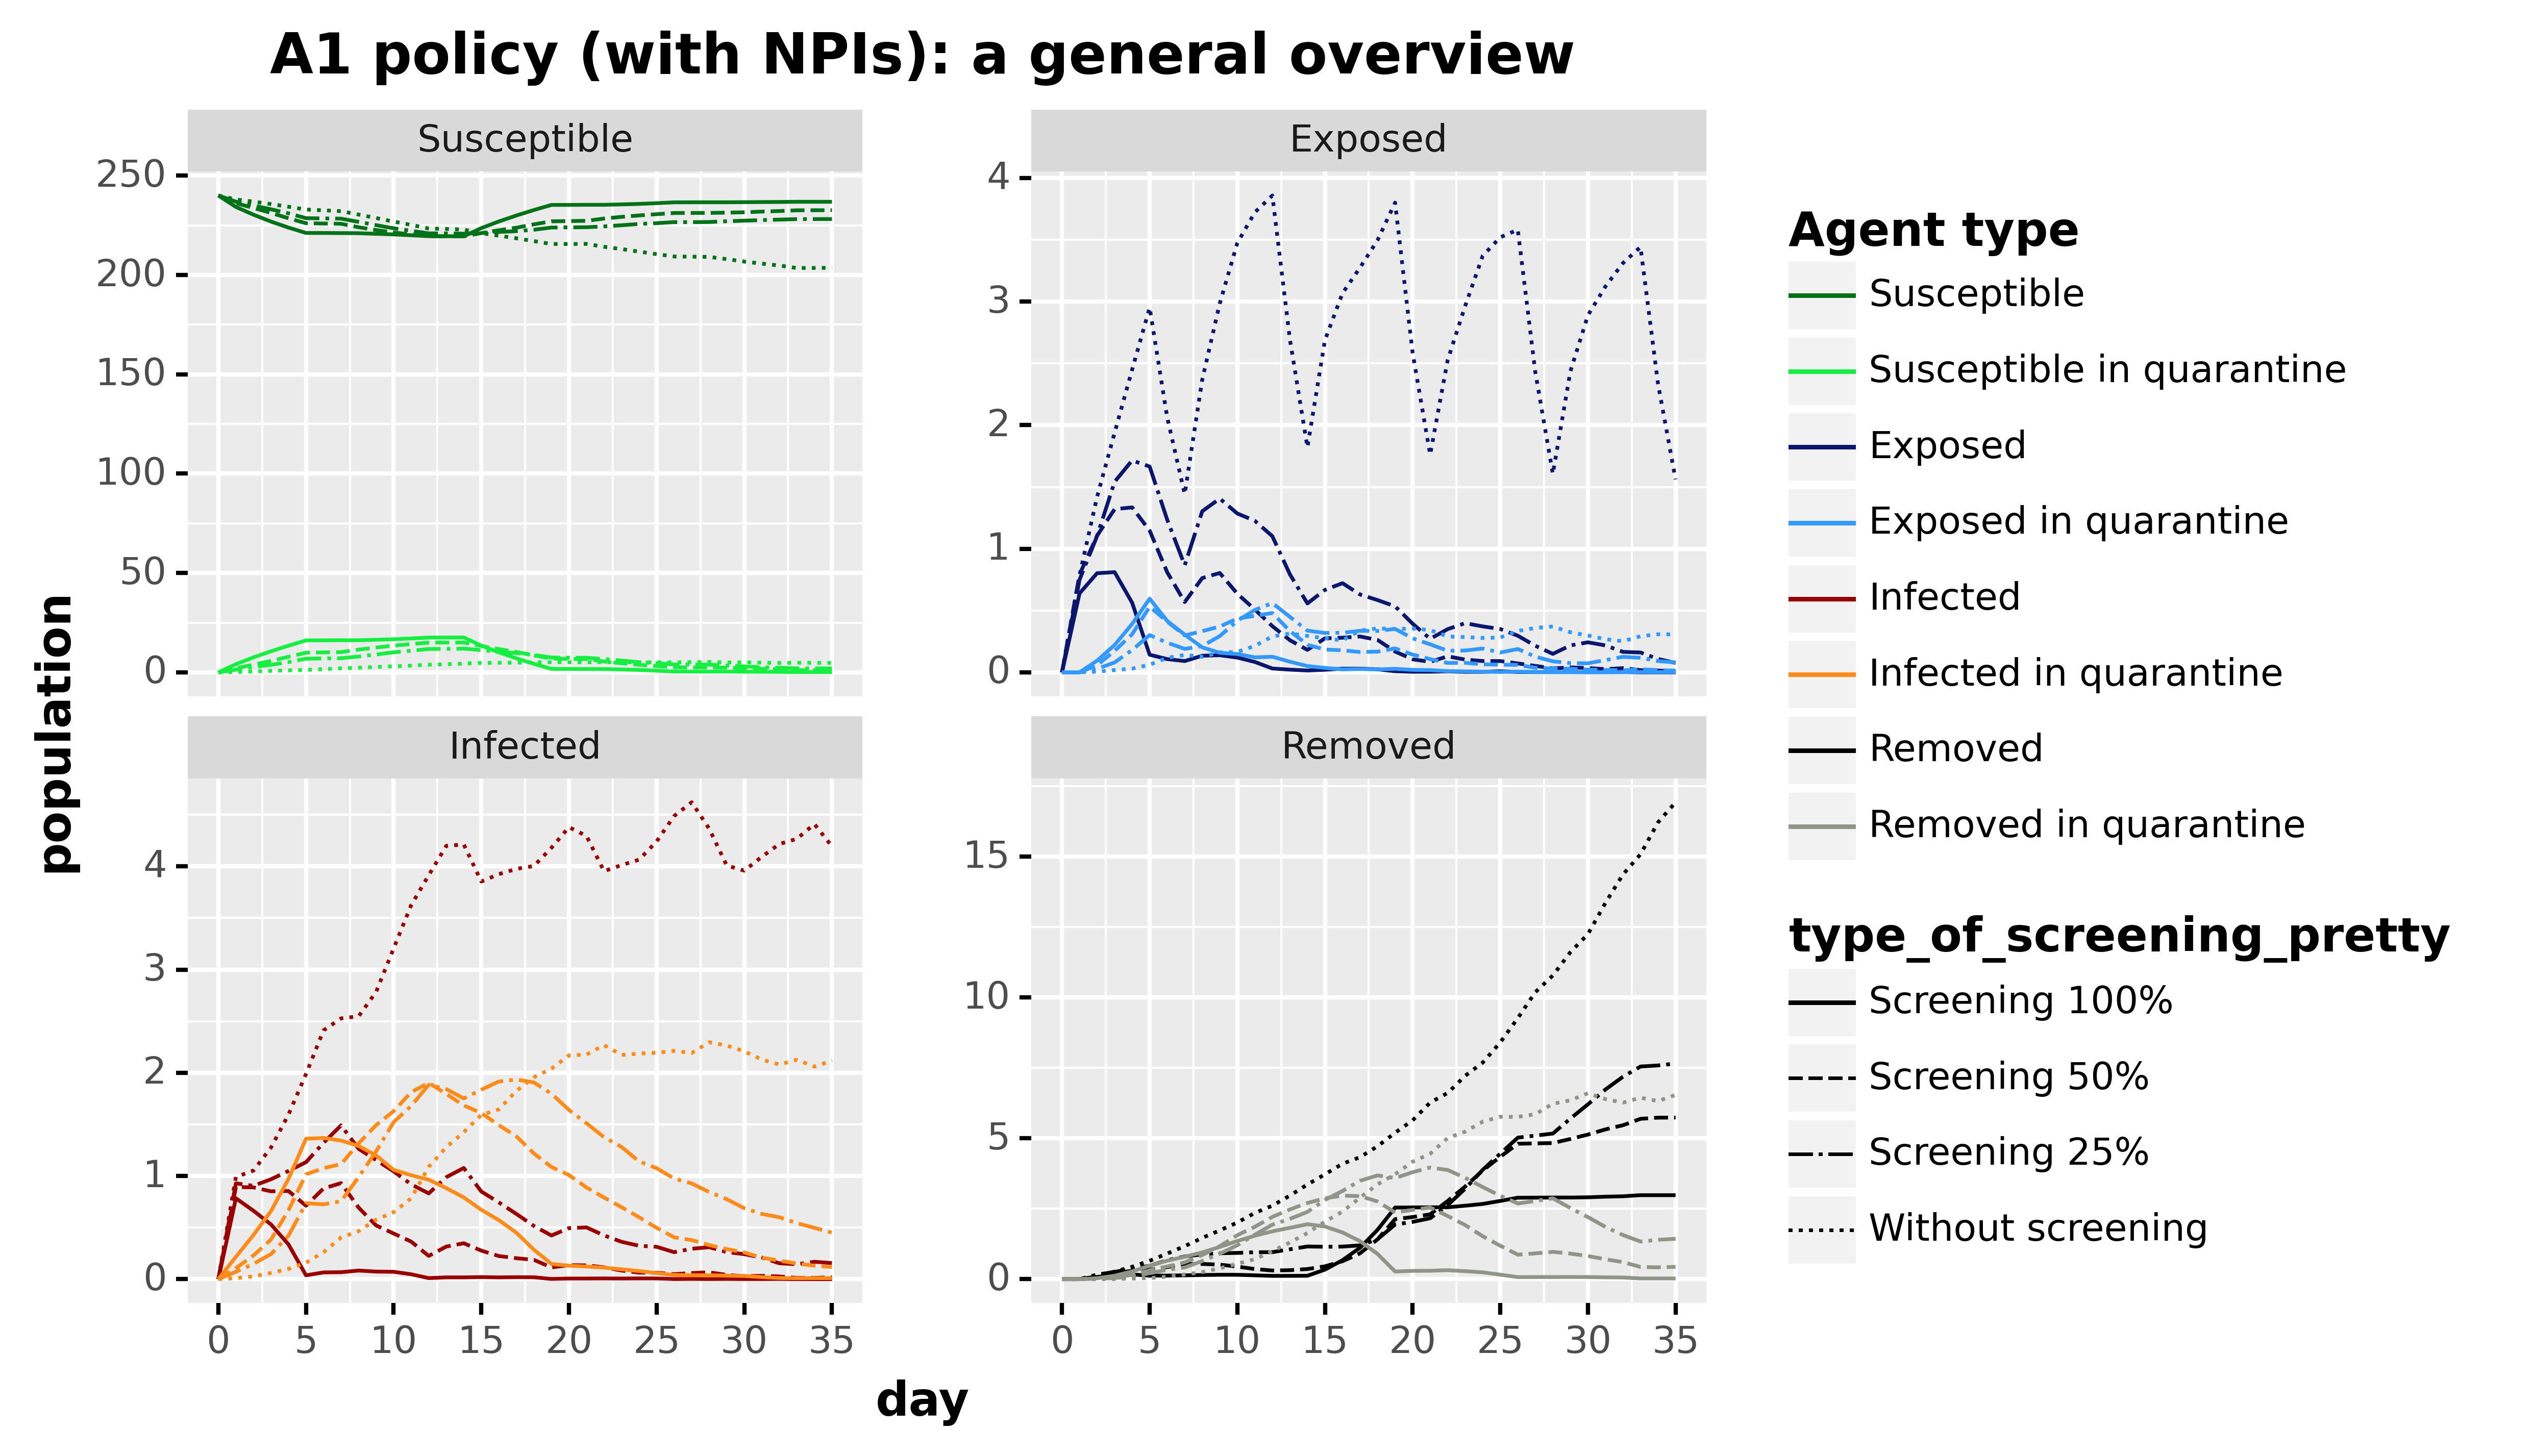 A1 policy (with NPIs): a general overview
Susceptible
250
200
150
100
50
0
Exposed
4
3
2
1
0
Infected
4
3
2
1
0
0 5 10 15 20 25 30 35
Removed
15
10
5
0
0 5 10 15 20 25 30 35
population
day
Agent type
Susceptible
Susceptible in quarantine
Exposed
Exposed in quarantine
Infected
Infected in quarantine
Removed
Removed in quarantine
type_of_screening_pretty
Screening 100%
Screening 50%
Screening 25%
Without screening